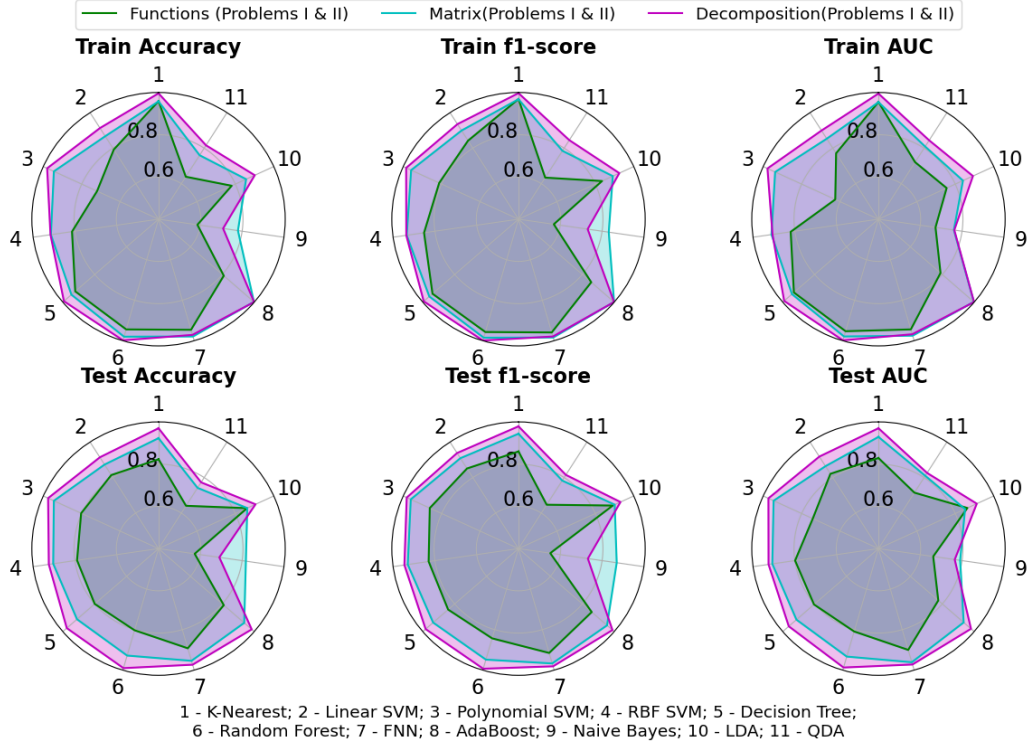 Functions (Problems I & II) Matrix(Problems I & II) Decomposition(Problems I & II)
Train Accuracy Train f1-score Train AUC
1 1 1
2 11 2 11 2 11
0.8 0.8 0.8
3 10 3 10 3 10
0.6 0.6 0.6
4 9 4 9 4 9
5 8 5 8 5 8
6 7 6 7 6 7
Test Accuracy Test f1-score Test AUC
1 1 1
2 11 2 11 2 11
0.8 0.8 0.8
3 10 3 10 3 10
0.6 0.6 0.6
4 9 4 9 4 9
5 8 5 8 5 8
6 7 6 7 6 7
1 - K-Nearest; 2 - Linear SVM; 3 - Polynomial SVM; 4 - RBF SVM; 5 - Decision Tree;
6 - Random Forest; 7 - FNN; 8 - AdaBoost; 9 - Naive Bayes; 10 - LDA; 11 - QDA